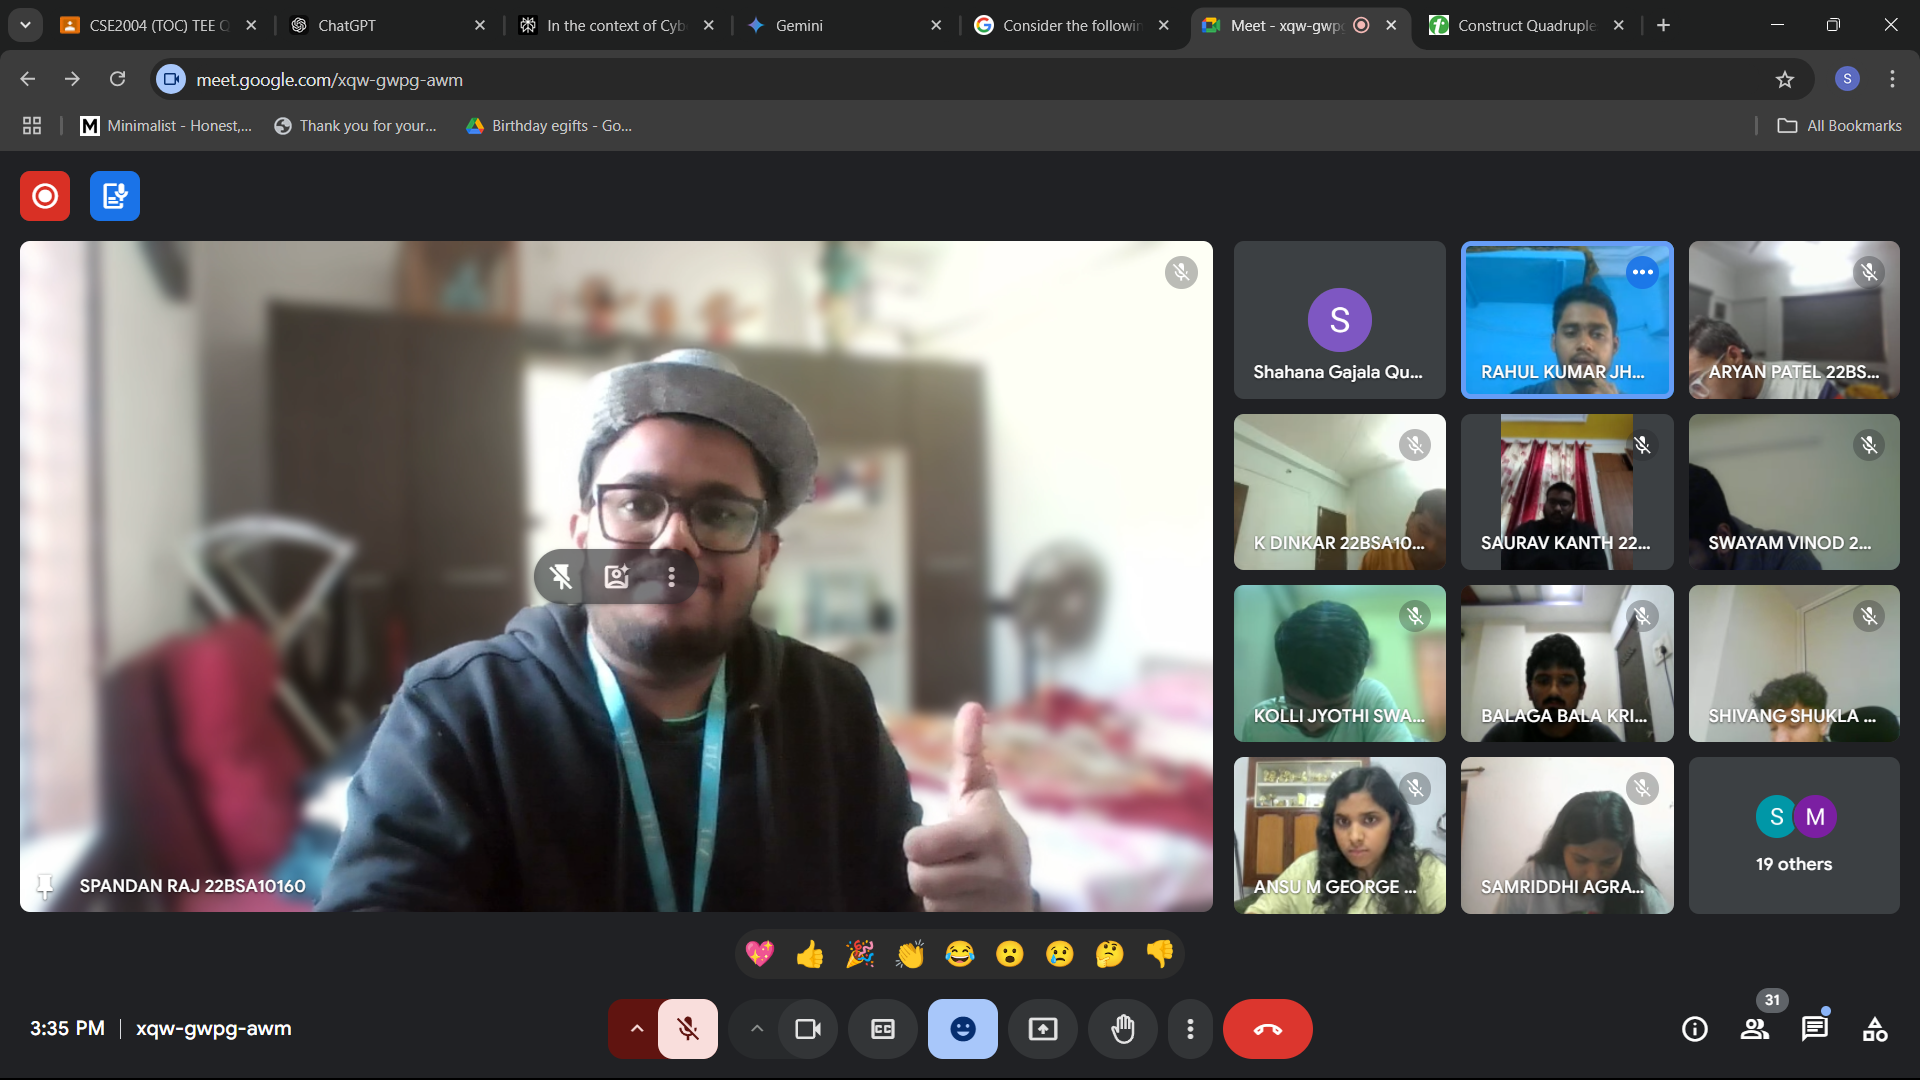 CSE2004 (TOC) TEE Q
ChatGPT
In the context of Cyb
Gemini
Consider the followin
Meet - xqw-gwpg
Construct Quadruple
meet.google.com/xqw-gwpg-awm
S
M
Minimalist - Honest,...
Thank you for your...
Birthday egifts - Go...
All Bookmarks
S
Shahana Gajala Qu...
RAHUL KUMAR JH...
ARYAN PATEL 22BS...
K DINKAR 22BSA10...
SAURAV KANTH 22...
SWAYAM VINOD 2...
KOLLI JYOTHI SWA...
BALAGA BALA KRI...
SHIVANG SHUKLA ...
SPANDAN RAJ 22BSA10160
ANSU M GEORGE ...
SAMRIDDHI AGRA...
S M
19 others
3:35 PM
xqw-gwpg-awm
CC
31